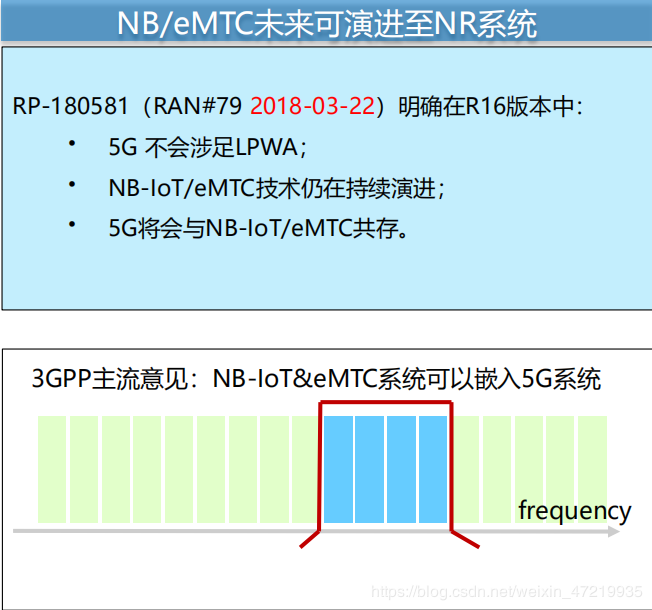 NB/eMTC未来可演进至NR系统
RP-180581（RAN#79 2018-03-22）明确在R16版本中：
• 5G 不会涉足LPWA；
• NB-IoT/eMTC技术仍在持续演进；
• 5G将会与NB-IoT/eMTC共存。
3GPP主流意见：NB-IoT&eMTC系统可以嵌入5G系统
frequency
https://blog.csdn.net/weixin_47219935